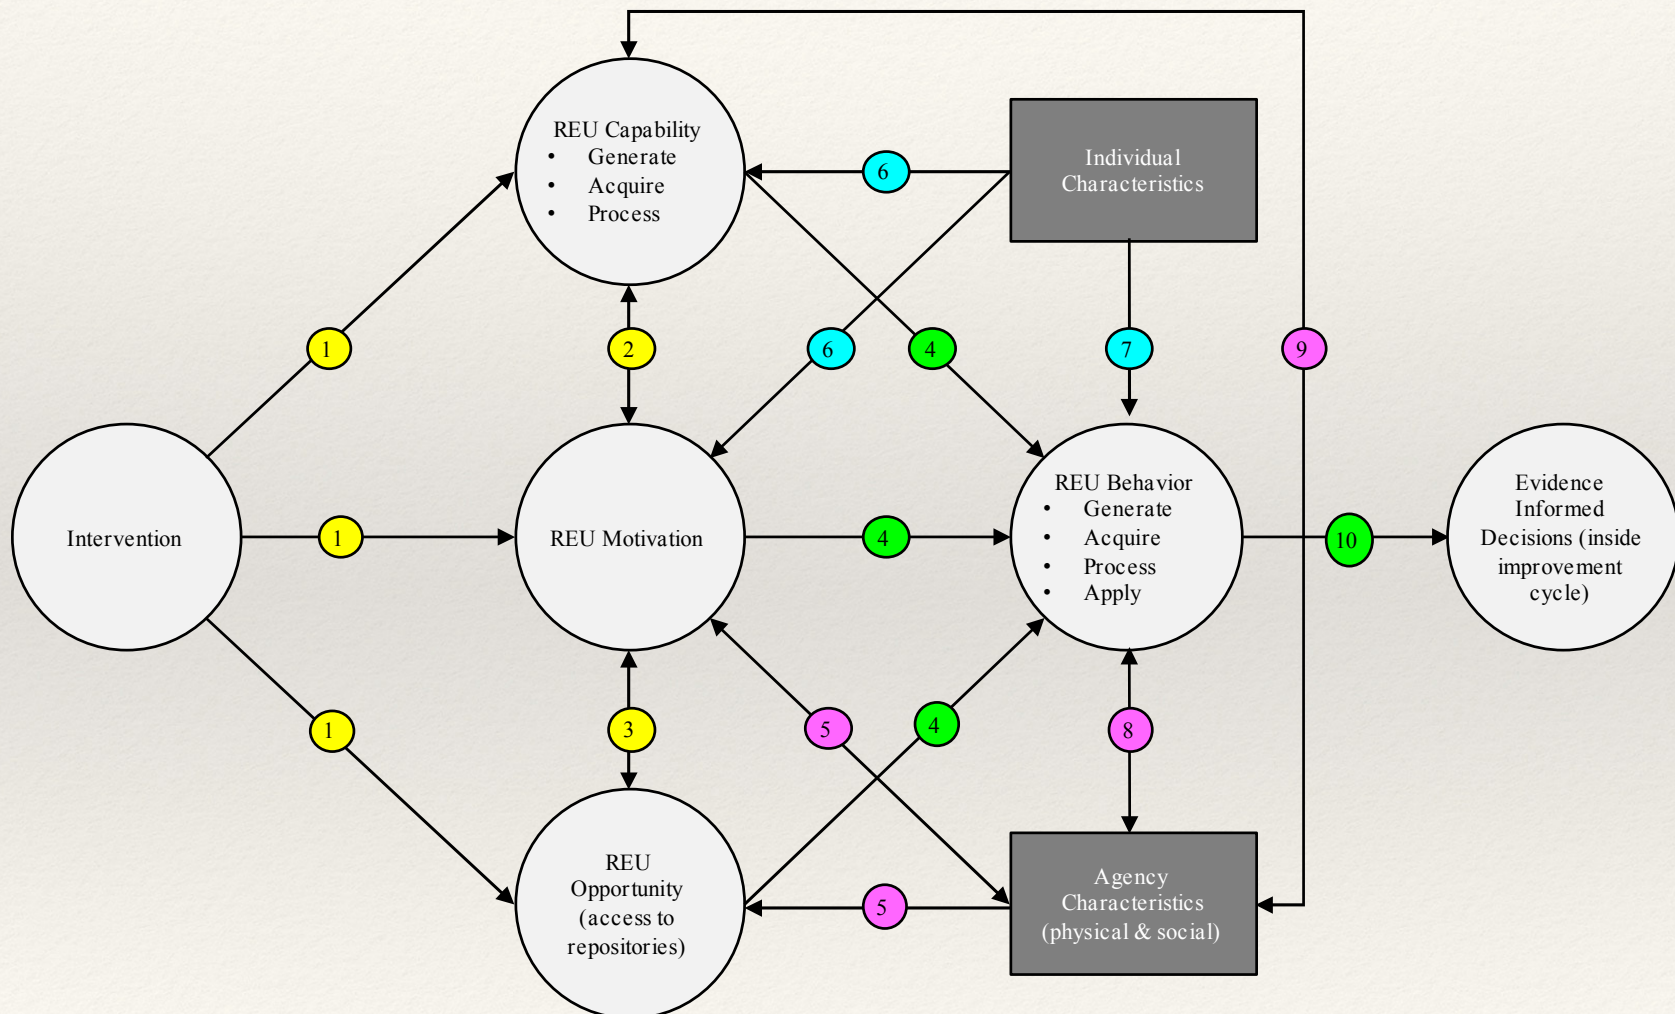 REU Capability
• Generate
• Acquire
• Process
Individual
Characteristics
6
1
2
6
4
7
9
Intervention
1
REU Motivation
4
REU Behavior
• Generate
• Acquire
• Process
• Apply
10
Evidence
Informed
Decisions (inside
improvement
cycle)
1
3
5
4
8
REU
Opportunity
(access to
repositories)
5
Agency
Characteristics
(physical & social)